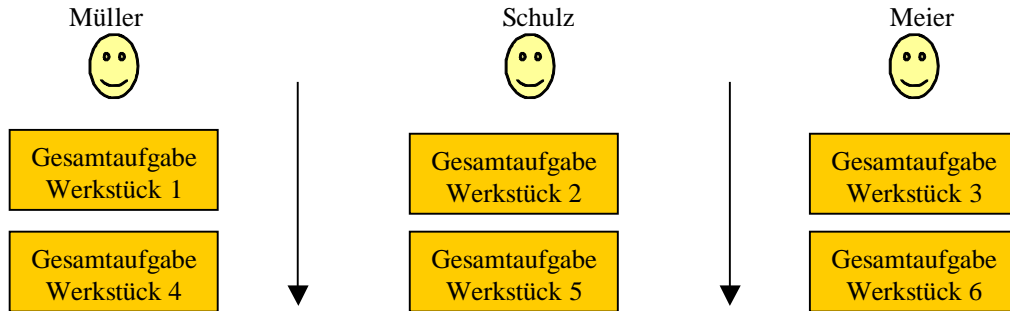 Müller
Schulz
Meier
Gesamtaufgabe
Werkstück 1
Gesamtaufgabe
Werkstück 2
Gesamtaufgabe
Werkstück 3
Gesamtaufgabe
Werkstück 4
Gesamtaufgabe
Werkstück 5
Gesamtaufgabe
Werkstück 6